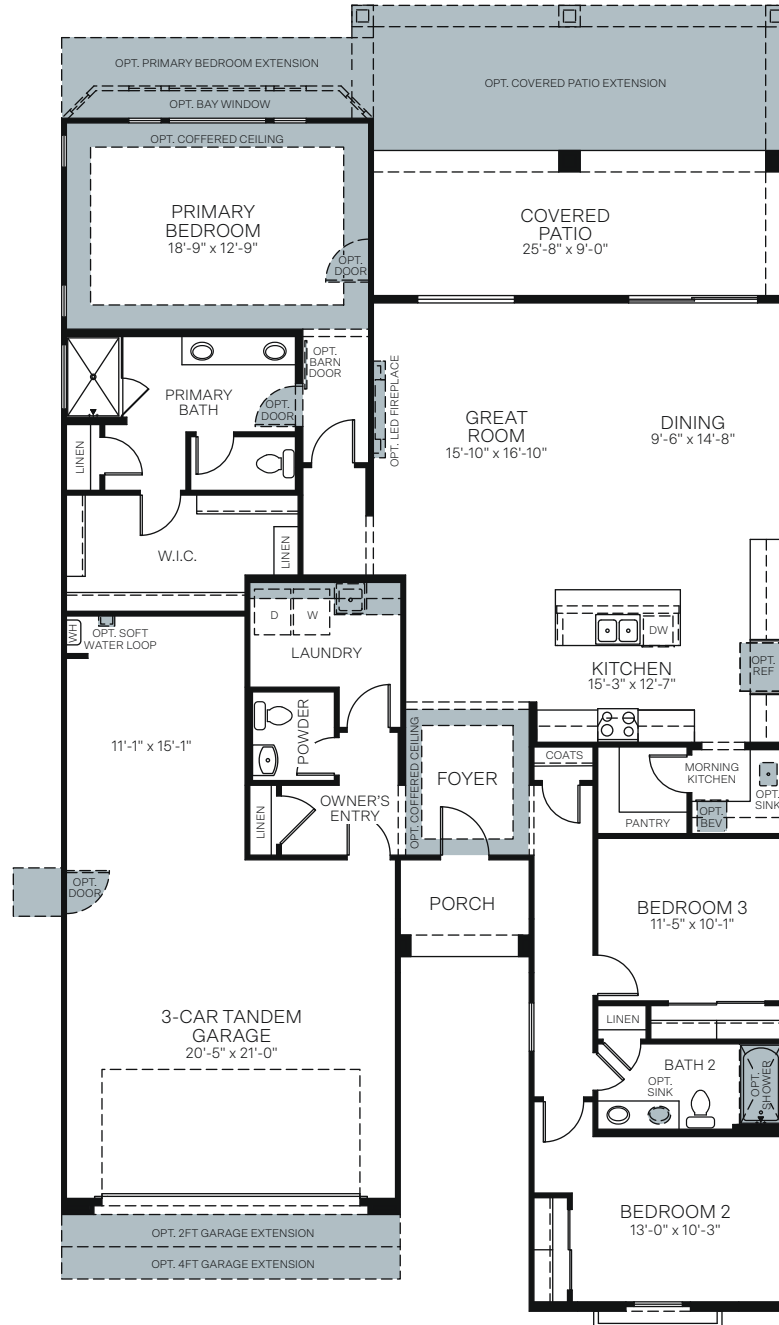 OPT. PRIMARY BEDROOM EXTENSION
OPT. COVERED PATIO EXTENSION
OPT. BAY WINDOW
OPT. COFFERED CEILING
PRIMARY
BEDROOM
18'-9" x 12'-9"
OPT.
DOOR
COVERED
PATIO
25'-8" x 9'-0"
OPT.
BARN
DOOR
OPT. LED FIREPLACE
PRIMARY
BATH
OPT.
DOOR
LINEN
GREAT
ROOM
15'-10" x 16'-10"
DINING
9'-6" x 14'-8"
W.I.C.
LINEN
WH
OPT. SOFT
WATER LOOP
D
W
LAUNDRY
DW
KITCHEN
15'-3" x 12'-7"
OPT.
REF
11'-1" x 15'-1"
POWDER
OPT. COFFERED CEILING
FOYER
COATS
MORNING
KITCHEN
OPT.
SINK
OPT.
BEV
PANTRY
LINEN
OWNER'S
ENTRY
OPT.
DOOR
PORCH
BEDROOM 3
11'-5" x 10'-1"
3-CAR TANDEM
GARAGE
20'-5" x 21'-0"
LINEN
BATH 2
OPT.
SINK
OPT.
SHOWER
BEDROOM 2
13'-0" x 10'-3"
OPT. 2FT GARAGE EXTENSION
OPT. 4FT GARAGE EXTENSION